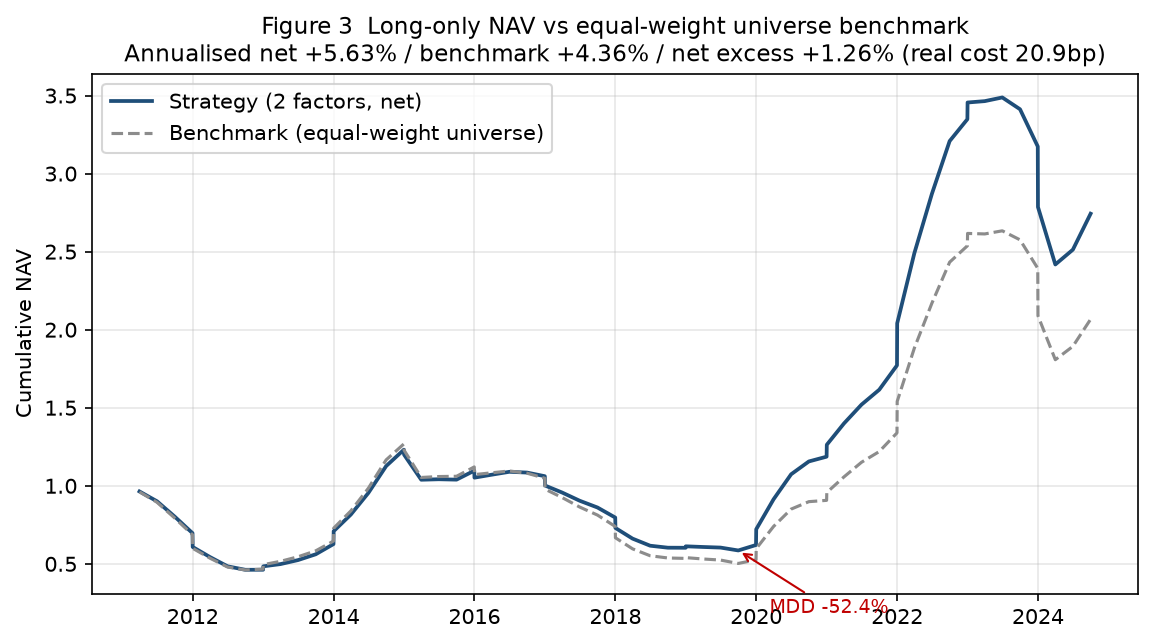 Figure 3  Long-only NAV vs equal-weight universe benchmark
Annualised net +5.63% / benchmark +4.36% / net excess +1.26% (real cost 20.9bp)
Strategy (2 factors, net)
Benchmark (equal-weight universe)
Cumulative NAV
3.5
3.0
2.5
2.0
1.5
1.0
0.5
MDD -52.4%
2012
2014
2016
2018
2020
2022
2024